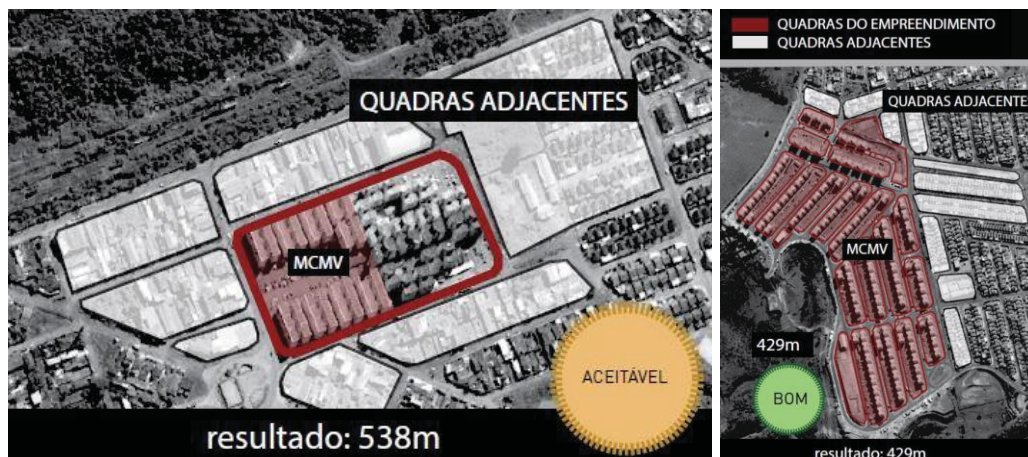 QUADRAS ADJACENTES
MCMV
ACEITÁVEL
resultado: 538m
QUADRAS DO EMPREENDIMENTO
QUADRAS ADJACENTES
QUADRAS ADJACENTE
MCMV
429m
BOM
resultado: 429m